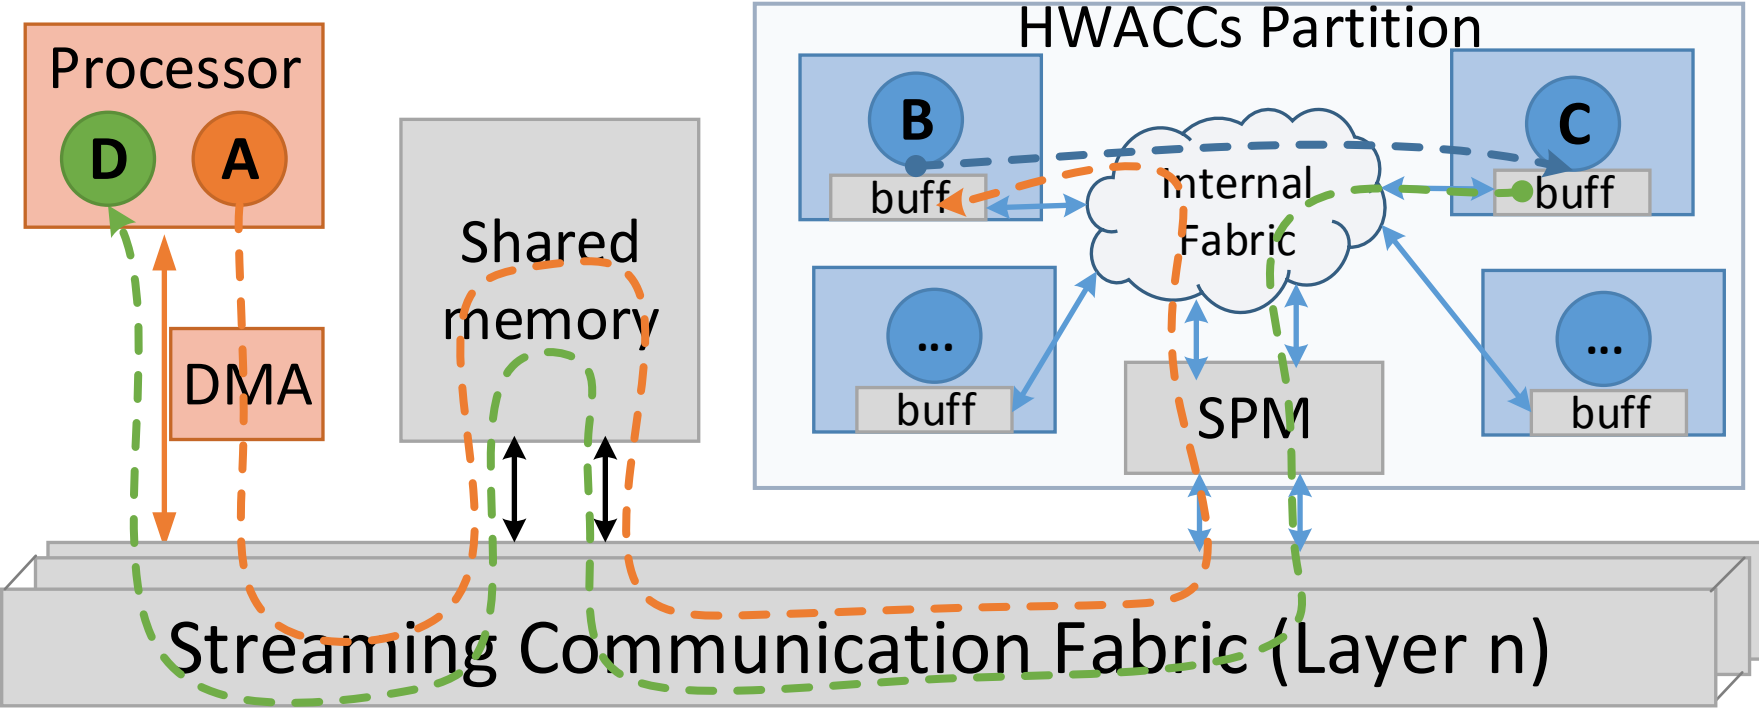 HWACCs Partition
Processor
D
A
B
C
buff
buff
Internal
Fabric
Shared
memory
DMA
...
...
buff
buff
SPM
Streaming Communication Fabric (Layer n)